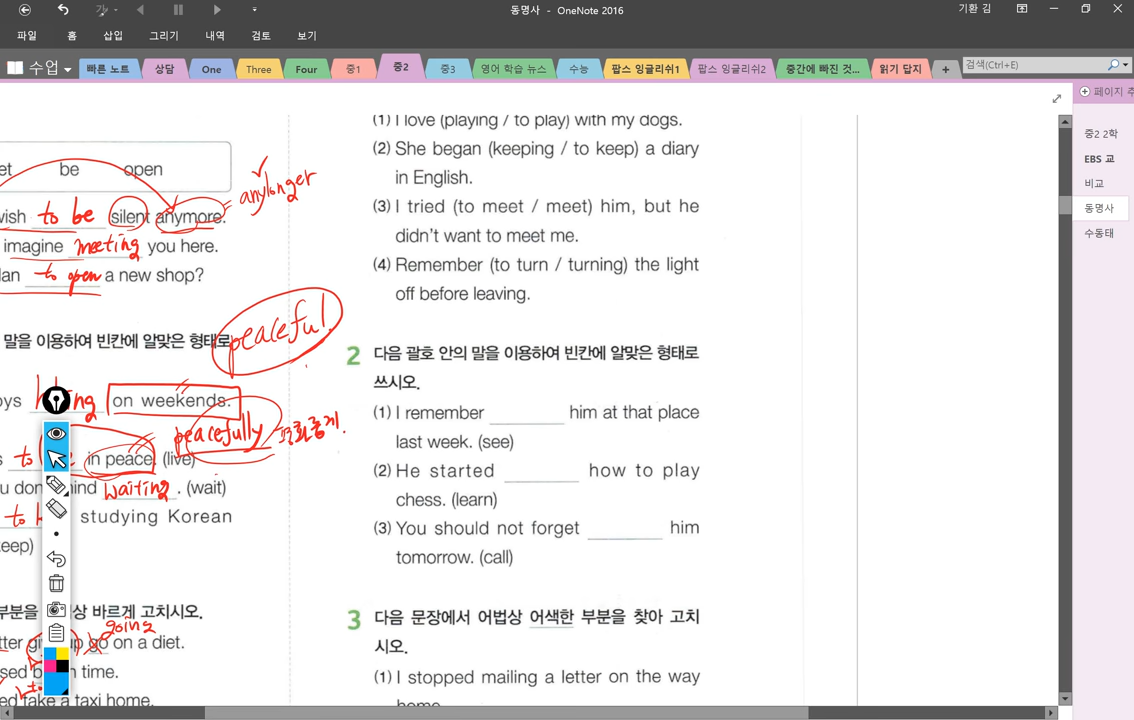 동명사 - OneNote 2016
기환 김
파일 홈 삽입 그리기 내역 검토 보기
수업 빠른 노트 상담 One Three Four 중1 중2 중3 영어 학습 뉴스 수능 팝스 잉글리쉬1 팝스 잉글리쉬2 중간에 빠진 것... 읽기 답지 + 검색(Ctrl+E)
페이지 추
중2 2학
EBS 교
비교
동명사
수동태
et be open
wish to be silent anymore. = anylonger
imagine meeting you here.
lan to open a new shop?
peaceful
말을 이용하여 빈칸에 알맞은 형태로
oys ing on weekends.
peacefully 평화롭게.
s to in peace. (live)
u don mind waiting. (wait)
to studying Korean
eep)
부분을 상 바르게 고치시오.
going
tter gi up go on a diet.
sed b n time.
ed take a taxi home.
(1) I love (playing / to play) with my dogs.
(2) She began (keeping / to keep) a diary
in English.
(3) I tried (to meet / meet) him, but he
didn't want to meet me.
(4) Remember (to turn / turning) the light
off before leaving.
2 다음 괄호 안의 말을 이용하여 빈칸에 알맞은 형태로
쓰시오.
(1) I remember ________ him at that place
last week. (see)
(2) He started ________ how to play
chess. (learn)
(3) You should not forget ________ him
tomorrow. (call)
3 다음 문장에서 어법상 어색한 부분을 찾아 고치
시오.
(1) I stopped mailing a letter on the way
home.